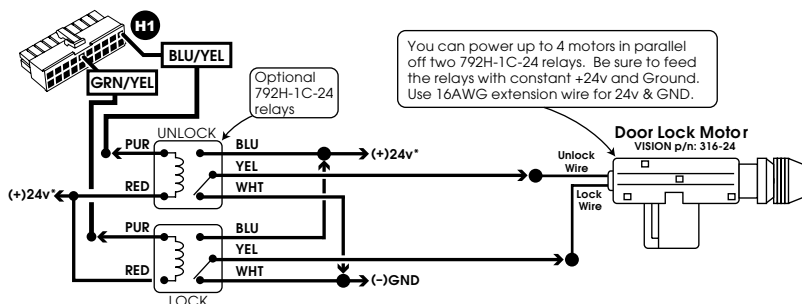 H1
BLU/YEL
GRN/YEL
Optional
792H-1C-24
relays
You can power up to 4 motors in parallel
off two 792H-1C-24 relays. Be sure to feed
the relays with constant +24v and Ground.
Use 16AWG extension wire for 24v & GND.
Door Lock Motor
VISION p/n: 316-24
UNLOCK
PUR
BLU
(+)24v*
YEL
Unlock
Wire
RED
WHT
Lock
Wire
(+)24v*
PUR
BLU
YEL
RED
WHT
(-)GND
LOCK